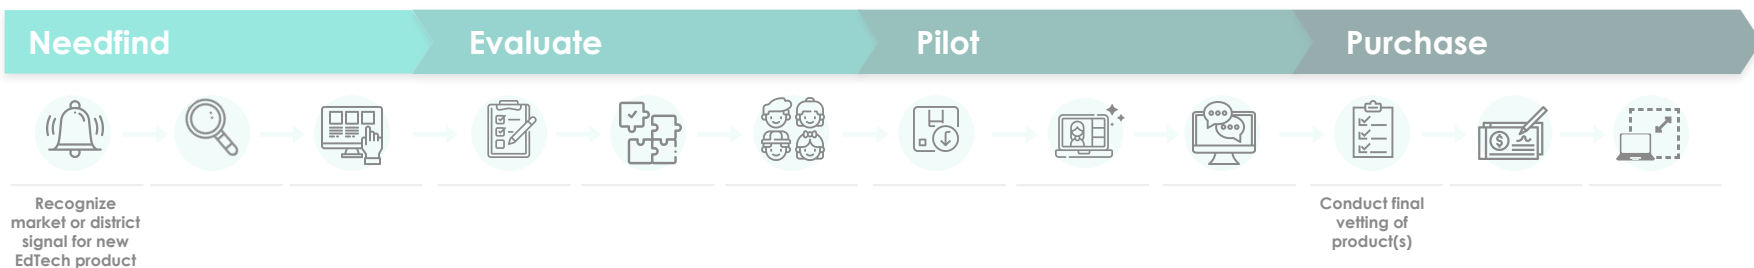 Needfind
Evaluate
Pilot
Purchase
Recognize
market or district
signal for new
EdTech product
Conduct final
vetting of
product(s)